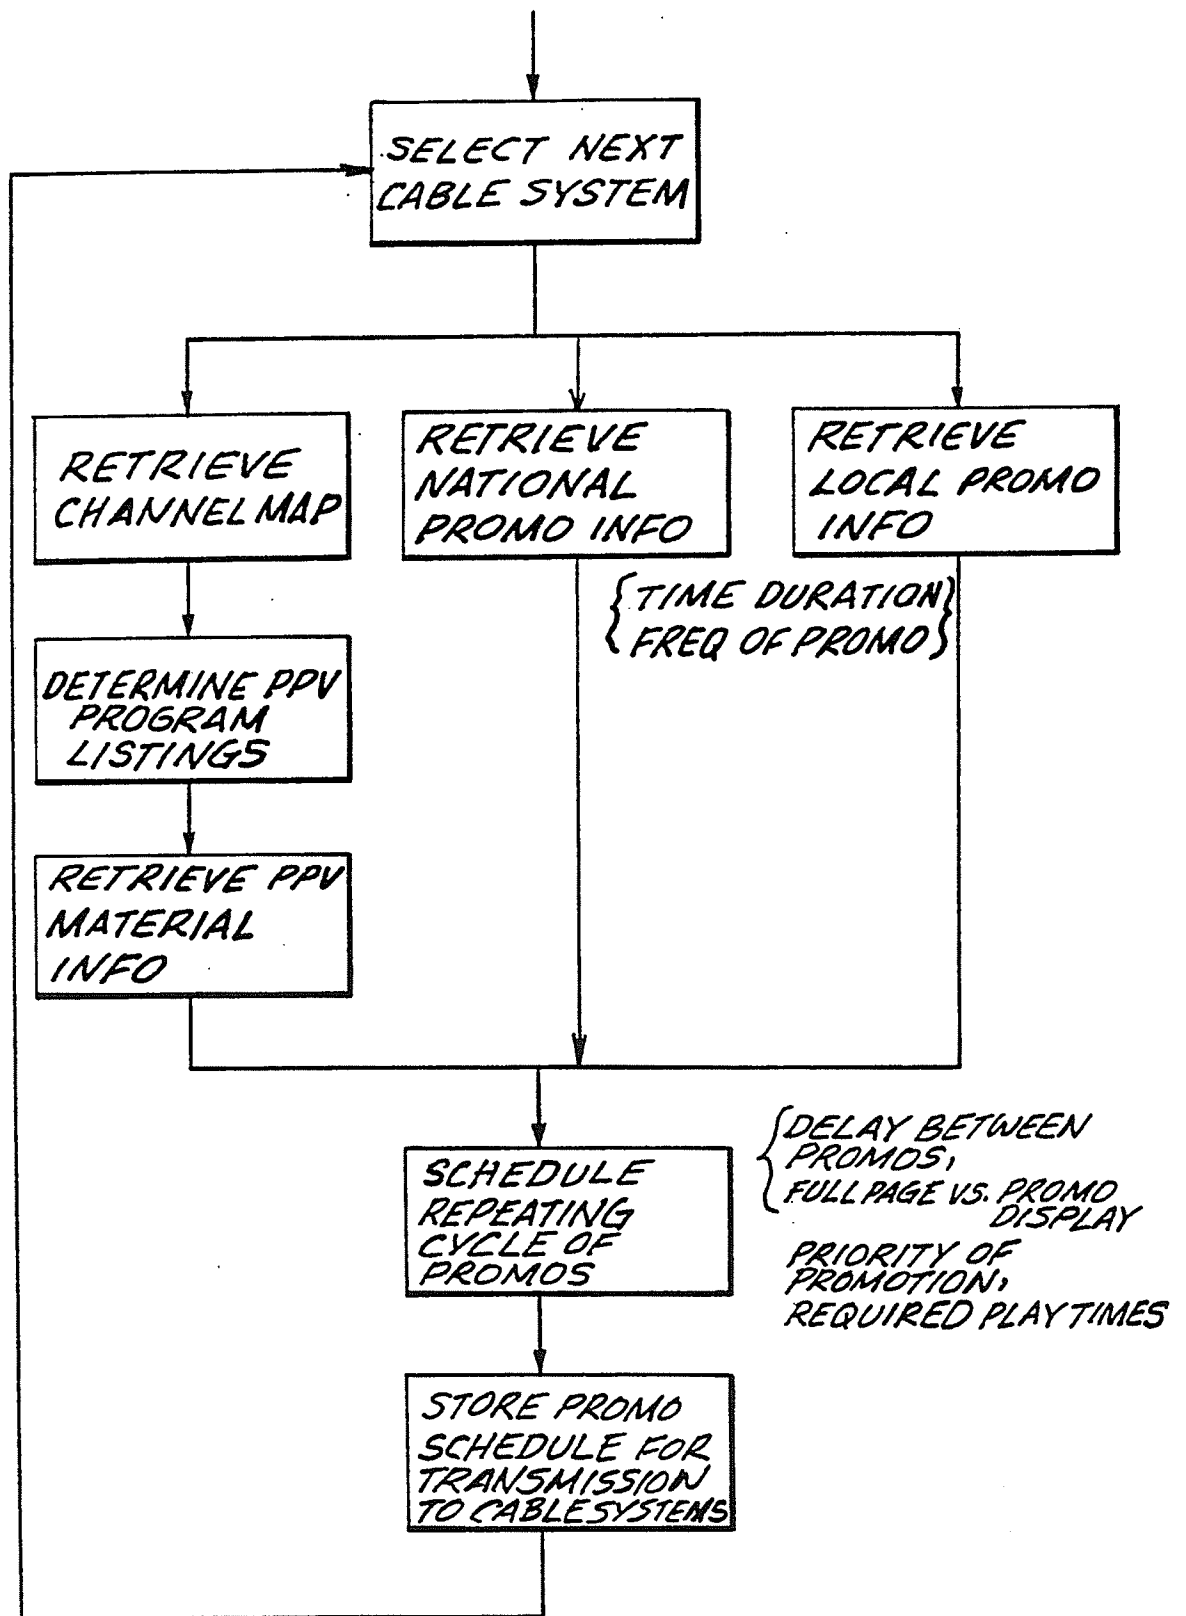 SELECT NEXT
CABLE SYSTEM
RETRIEVE
CHANNEL MAP
RETRIEVE
NATIONAL
PROMO INFO
RETRIEVE
LOCAL PROMO
INFO
{TIME DURATION}
{FREQ OF PROMO}
DETERMINE PPV
PROGRAM
LISTINGS
RETRIEVE PPV
MATERIAL
INFO
SCHEDULE
REPEATING
CYCLE OF
PROMOS
{DELAY BETWEEN
PROMOS,
FULL PAGE VS. PROMO
DISPLAY
PRIORITY OF
PROMOTION,
REQUIRED PLAY TIMES
STORE PROMO
SCHEDULE FOR
TRANSMISSION
TO CABLE SYSTEMS